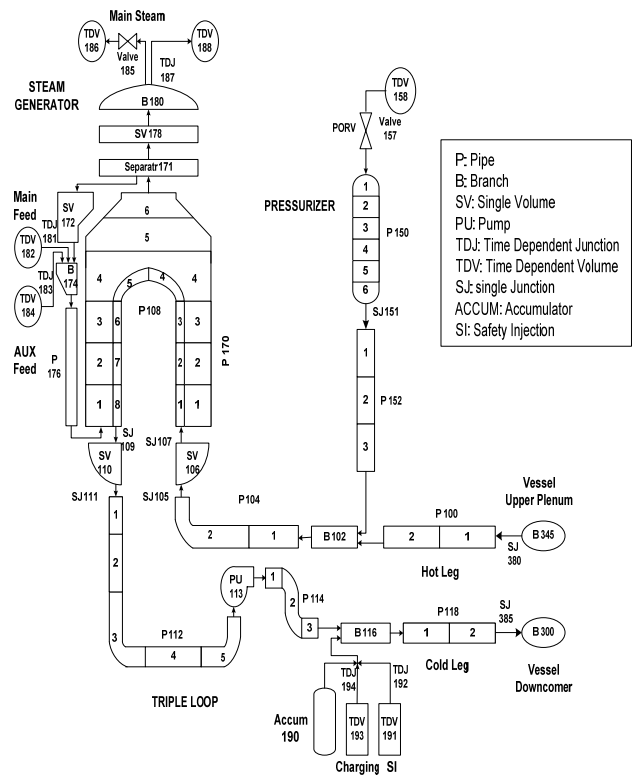 Main Steam
TDV
186
Valve
185
TDJ
187
TDV
188
STEAM
GENERATOR
B180
SV178
Separatr171
Main
Feed
SV
172
TDJ
181
TDV
182
TDJ
183
B
174
TDV
184
AUX
Feed
P
176
6
5
4
5
4
4
P108
3
6
3
3
2
7
2
2
1
8
1
1
P 170
SJ
109
SJ107
SV
110
SV
106
SJ111
SJ105
TDV
158
PORV
Valve
157
PRESSURIZER
1
2
3
4
5
6
P 150
SJ151
1
2
3
P 152
P: Pipe
B: Branch
SV: Single Volume
PU: Pump
TDJ: Time Dependent Junction
TDV: Time Dependent Volume
SJ: single Junction
ACCUM: Accumulator
SI: Safety Injection
P104
2
1
B102
P 100
2
1
SJ
380
B345
Vessel
Upper Plenum
Hot Leg
1
2
3
P112
4
5
PU
113
1
2
3
P 114
B116
P118
1
2
SJ
385
B300
Cold Leg
Vessel
Downcomer
TRIPLE LOOP
TDJ
194
TDJ
192
Accum
190
TDV
193
TDV
191
Charging SI